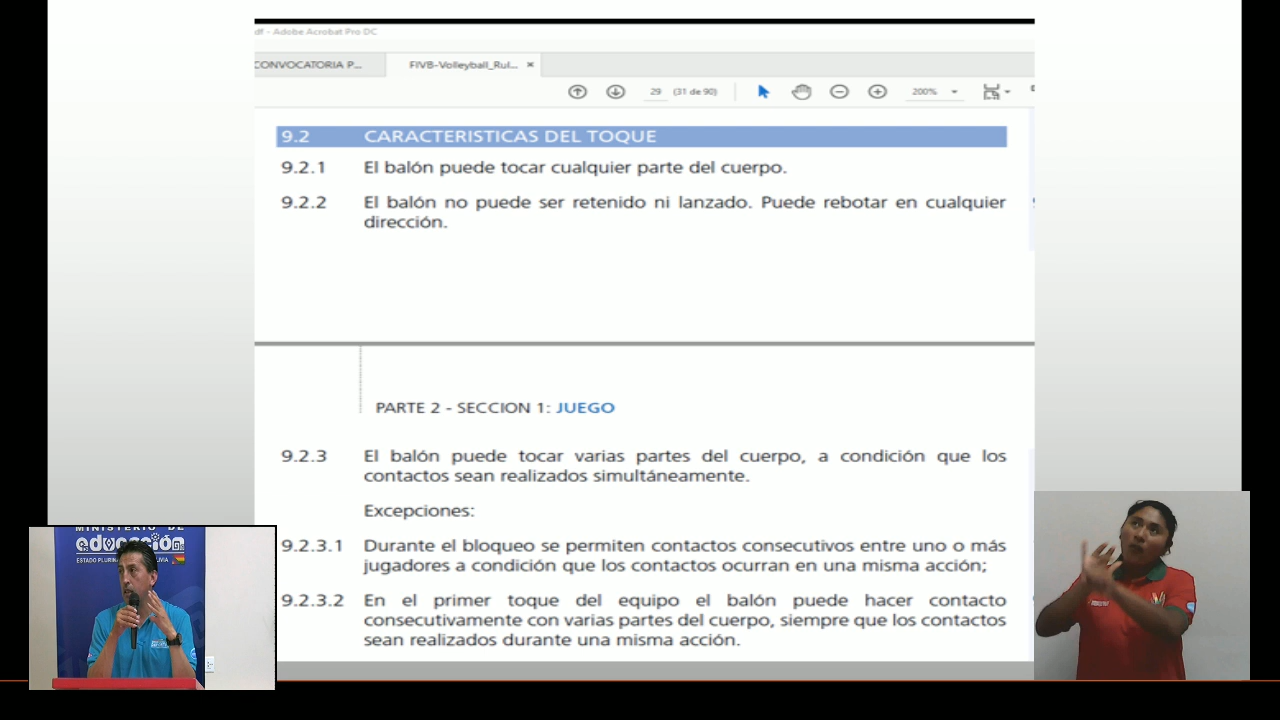 df - Adobe Acrobat Pro DC
CONVOCATORIA P... FIVB-Volleyball_Rul... ×
29 (31 de 90) 200%
9.2 CARACTERISTICAS DEL TOQUE
9.2.1 El balón puede tocar cualquier parte del cuerpo.
9.2.2 El balón no puede ser retenido ni lanzado. Puede rebotar en cualquier
dirección.
PARTE 2 - SECCION 1: JUEGO
9.2.3 El balón puede tocar varias partes del cuerpo, a condición que los
contactos sean realizados simultáneamente.
Excepciones:
9.2.3.1 Durante el bloqueo se permiten contactos consecutivos entre uno o más
jugadores a condición que los contactos ocurran en una misma acción;
9.2.3.2 En el primer toque del equipo el balón puede hacer contacto
consecutivamente con varias partes del cuerpo, siempre que los contactos
sean realizados durante una misma acción.
MINISTERIO DE
educación
ESTADO PLURI